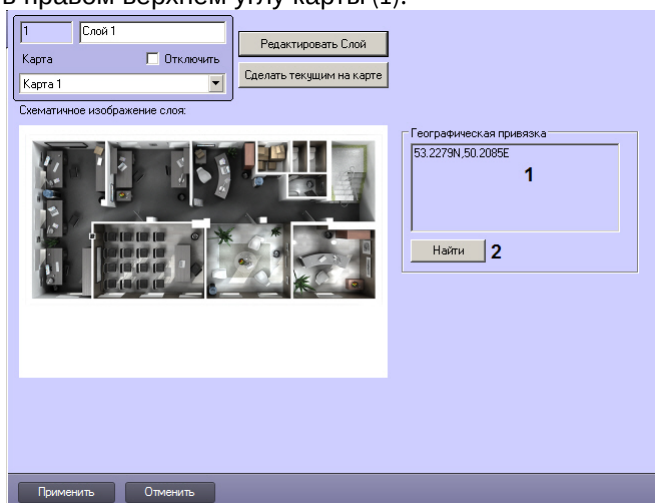 в правом верхнем углу карты (1).
1 Слой 1
Карта Отключить
Карта 1
Редактировать Слой
Сделать текущим на карте
Схематичное изображение слоя:
Географическая привязка
53.2279N,50.2085E
1
Найти 2
Применить Отменить